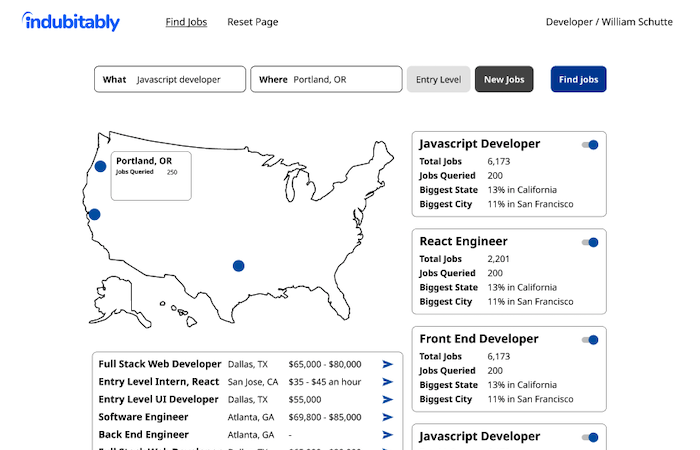 indubitably Find Jobs Reset Page Developer / William Schutte
What Javascript developer Where Portland, OR Entry Level New Jobs Find jobs
Portland, OR
Jobs Queried 250
Javascript Developer
Total Jobs 6,173
Jobs Queried 200
Biggest State 13% in California
Biggest City 11% in San Francisco
React Engineer
Total Jobs 2,201
Jobs Queried 200
Biggest State 13% in California
Biggest City 11% in San Francisco
Front End Developer
Total Jobs 6,173
Jobs Queried 200
Biggest State 13% in California
Biggest City 11% in San Francisco
Javascript Developer
Full Stack Web Developer Dallas, TX $65,000 - $80,000
Entry Level Intern, React San Jose, CA $35 - $45 an hour
Entry Level UI Developer Dallas, TX $55,000
Software Engineer Atlanta, GA $69,800 - $85,000
Back End Engineer Atlanta, GA -